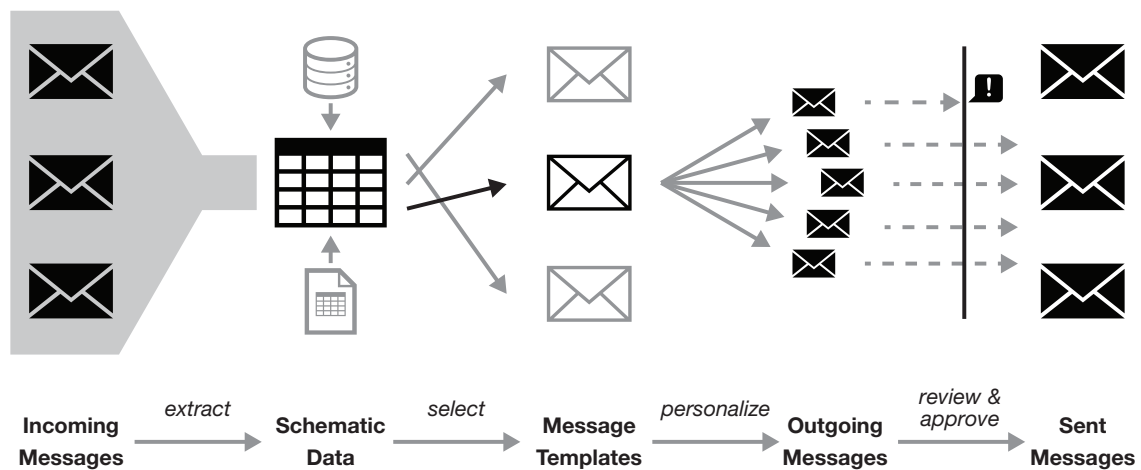 !
extract
select
personalize
review &
approve
Incoming
Messages
Schematic
Data
Message
Templates
Outgoing
Messages
Sent
Messages